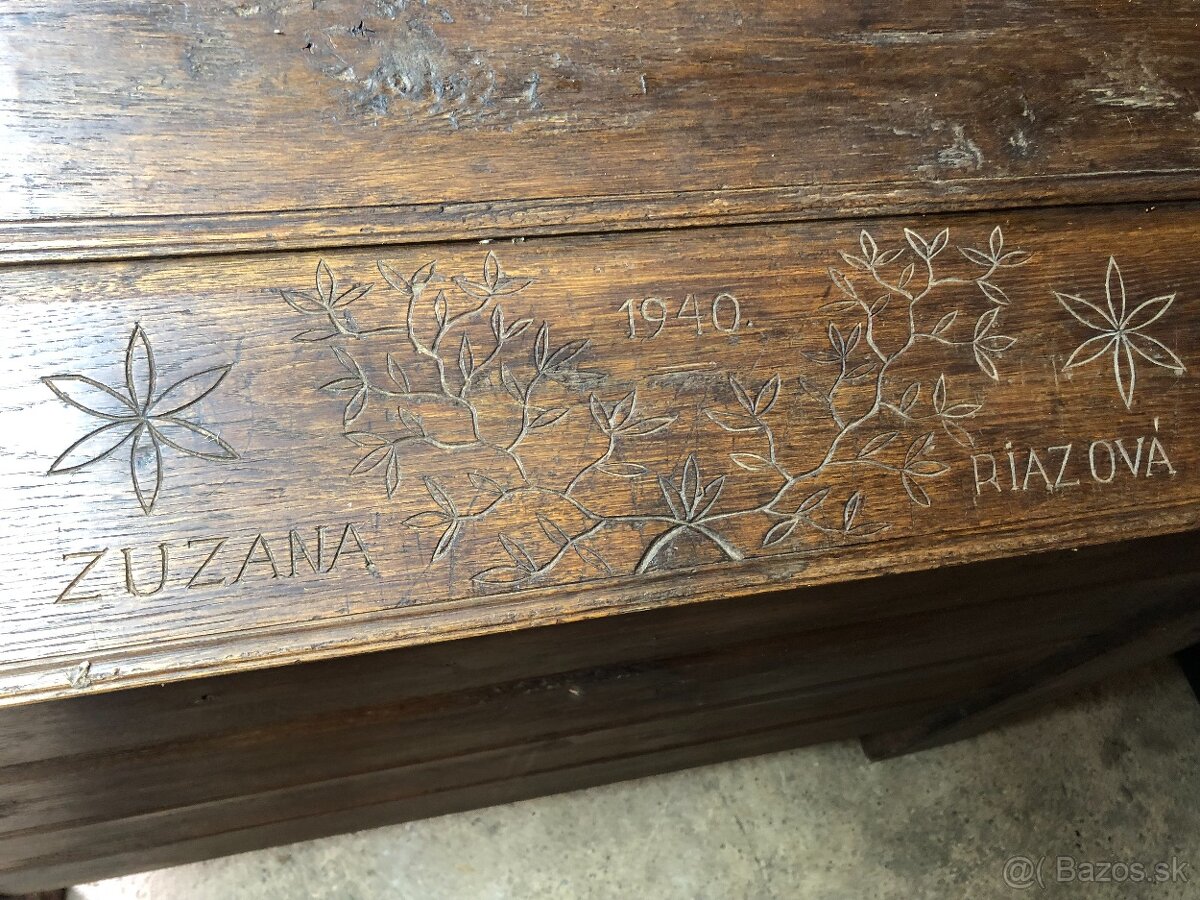 1940.
ZUZANA RIAZOVÁ
@( Bazos.sk